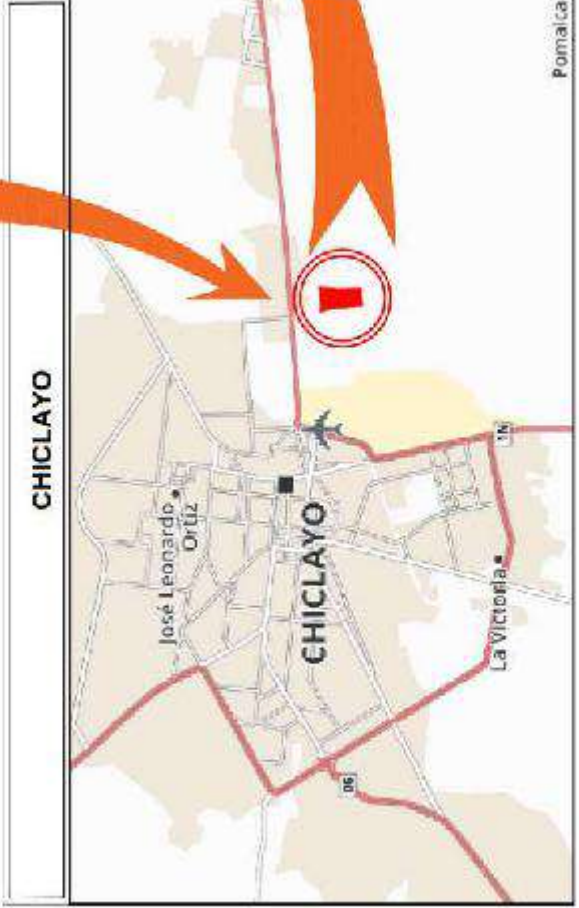 CHICLAYO
José Leonardo
Ortiz
CHICLAYO
La Victoria
Pomalca
1N
06